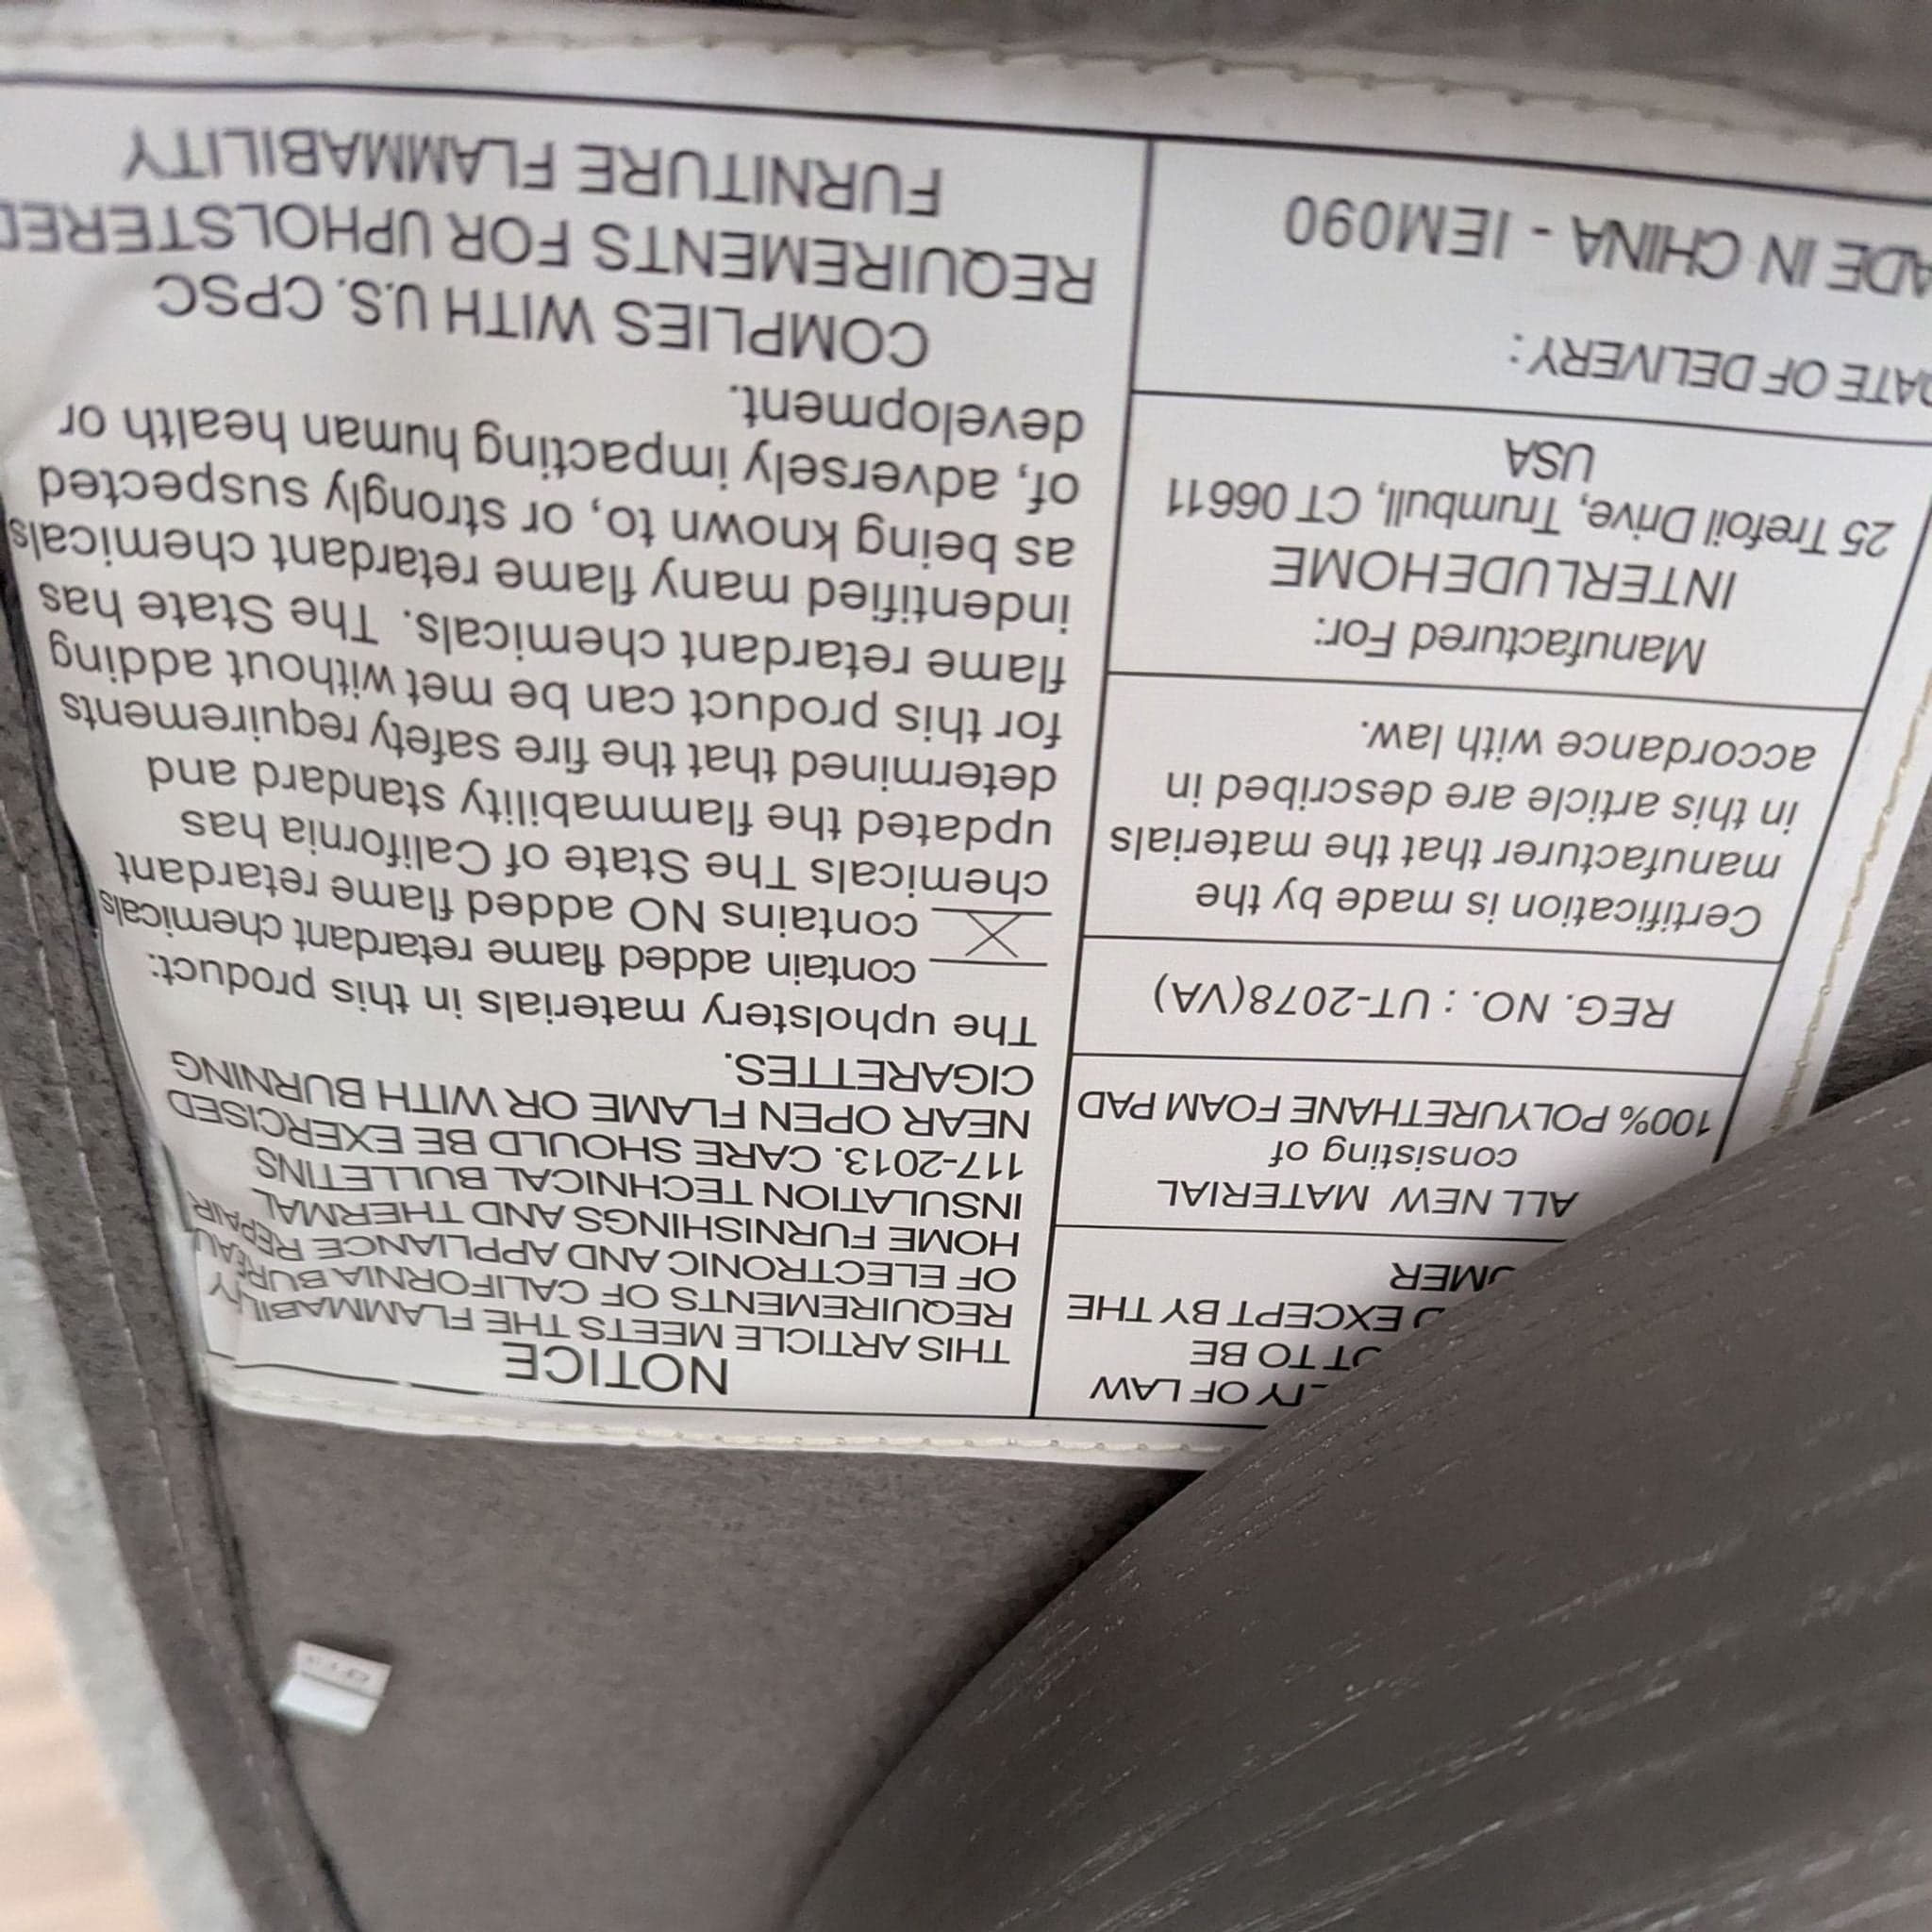 OF LAW
TO BE
EXCEPT BY THE
ALL NEW MATERIAL
consisting of
100% POLYURETHANE FOAM PAD
REG. NO. : UT-2078(VA)
Certification is made by the
manufacturer that the materials
in this article are described in
accordance with law.
Manufactured For:
INTERLUDEHOME
25 Trefoil Drive, Trumbull, CT 06611
USA
DATE OF DELIVERY :
ADE IN CHINA - IEM090
NOTICE
THIS ARTICLE MEETS THE FLAMMABILITY
REQUIREMENTS OF CALIFORNIA BUREAU
OF ELECTRONIC AND APPLIANCE REPAIR
HOME FURNISHINGS AND THERMAL
INSULATION TECHNICAL BULLETINS
117-2013. CARE SHOULD BE EXERCISED
NEAR OPEN FLAME OR WITH BURNING
CIGARETTES.
The upholstery materials in this product:
contain added flame retardant chemicals
X contains NO added flame retardant
chemicals The State of California has
updated the flammability standard and
determined that the fire safety requirements
for this product can be met without adding
flame retardant chemicals. The State has
indentified many flame retardant chemicals
as being known to, or strongly suspected
of, adversely impacting human health or
development.
COMPLIES WITH U.S. CPSC
REQUIREMENTS FOR UPHOLSTERED
FURNITURE FLAMMABILITY